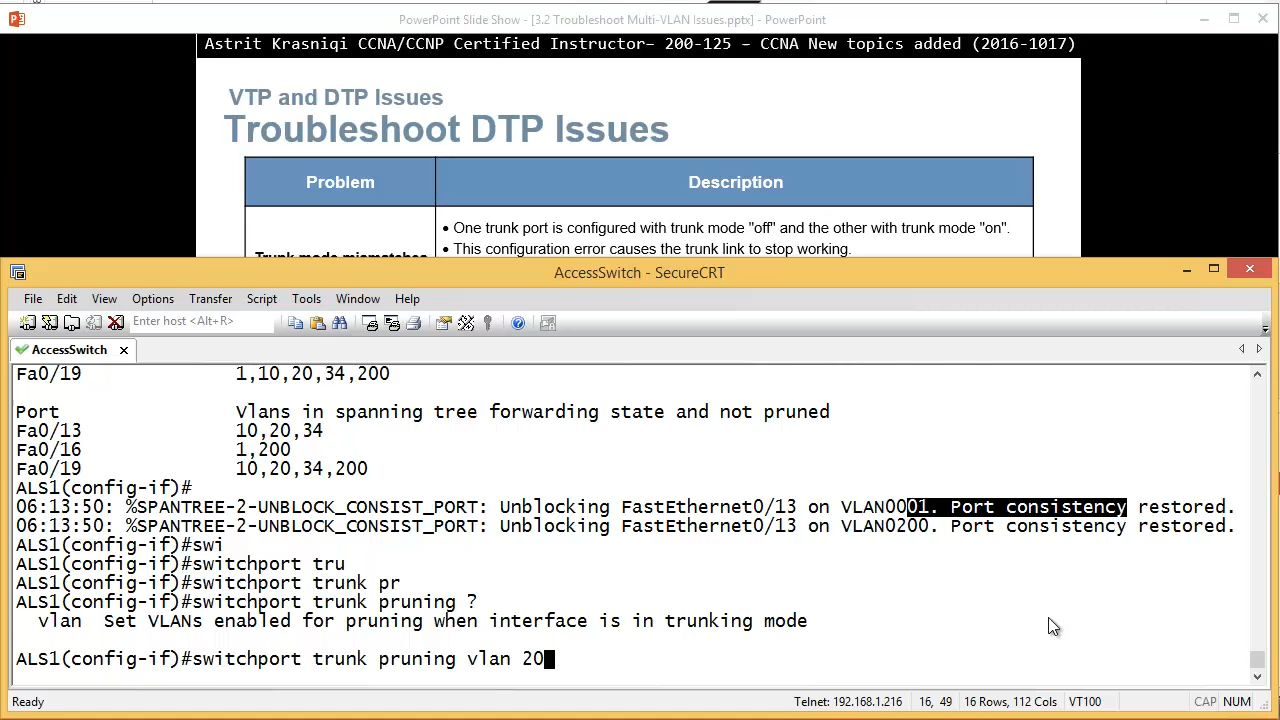 PowerPoint Slide Show - [3.2 Troubleshoot Multi-VLAN Issues.pptx] - PowerPoint
Astrit Krasniqi CCNA/CCNP Certified Instructor– 200-125 – CCNA New topics added (2016-1017)
VTP and DTP Issues
Troubleshoot DTP Issues
Problem Description
• One trunk port is configured with trunk mode "off" and the other with trunk mode "on".
• This configuration error causes the trunk link to stop working.
Trunk mode mismatches
AccessSwitch - SecureCRT
File Edit View Options Transfer Script Tools Window Help
Enter host <Alt+R>
AccessSwitch
Fa0/19 1,10,20,34,200
Port Vlans in spanning tree forwarding state and not pruned
Fa0/13 10,20,34
Fa0/16 1,200
Fa0/19 10,20,34,200
ALS1(config-if)#
06:13:50: %SPANTREE-2-UNBLOCK_CONSIST_PORT: Unblocking FastEthernet0/13 on VLAN0001. Port consistency restored.
06:13:50: %SPANTREE-2-UNBLOCK_CONSIST_PORT: Unblocking FastEthernet0/13 on VLAN0200. Port consistency restored.
ALS1(config-if)#swi
ALS1(config-if)#switchport tru
ALS1(config-if)#switchport trunk pr
ALS1(config-if)#switchport trunk pruning ?
vlan Set VLANs enabled for pruning when interface is in trunking mode
ALS1(config-if)#switchport trunk pruning vlan 20
Ready Telnet: 192.168.1.216 16, 49 16 Rows, 112 Cols VT100 CAP NUM